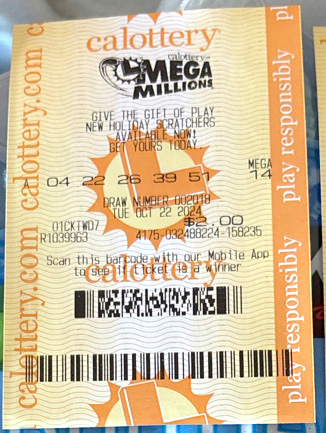 calottery
calottery
MEGA
MILLIONS
GIVE THE GIFT OF PLAY
NEW HOLIDAY SCRATCHERS
AVAILABLE NOW!
GET YOURS TODAY.
MEGA
A 04 22 26 39 51 14
DRAW NUMBER 002018
TUE OCT 22 2024
$2.00
01CKTWD7
R1039963 4175-032488224-158235
Scan this barcode with our Mobile App
to see if ticket is a winner
calottery
calottery.com calottery.com
play responsibly play responsibly pl